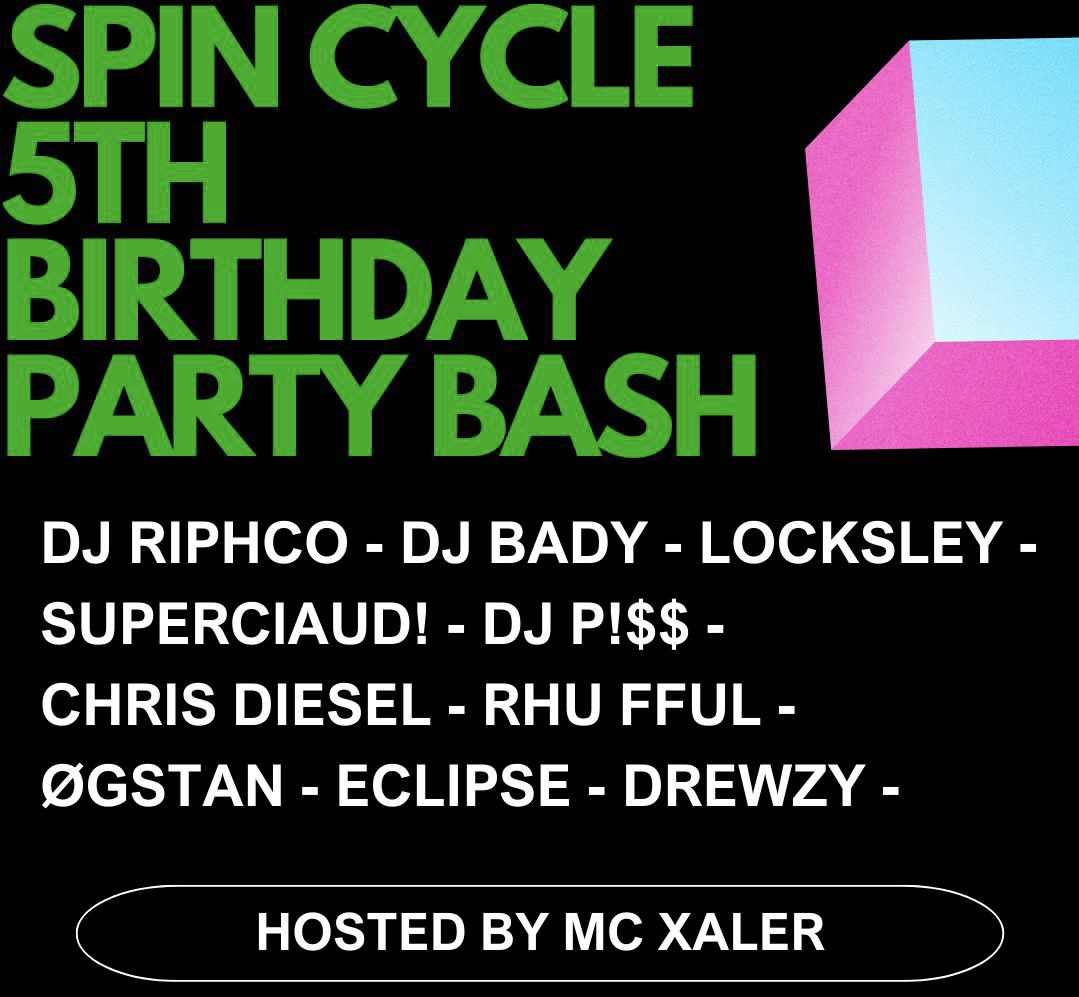 SPIN CYCLE
5TH
BIRTHDAY
PARTY BASH
DJ RIPHCO - DJ BADY - LOCKSLEY -
SUPERCIAUD! - DJ P!$$ -
CHRIS DIESEL - RHU FFUL -
ØGSTAN - ECLIPSE - DREWZY -
HOSTED BY MC XALER